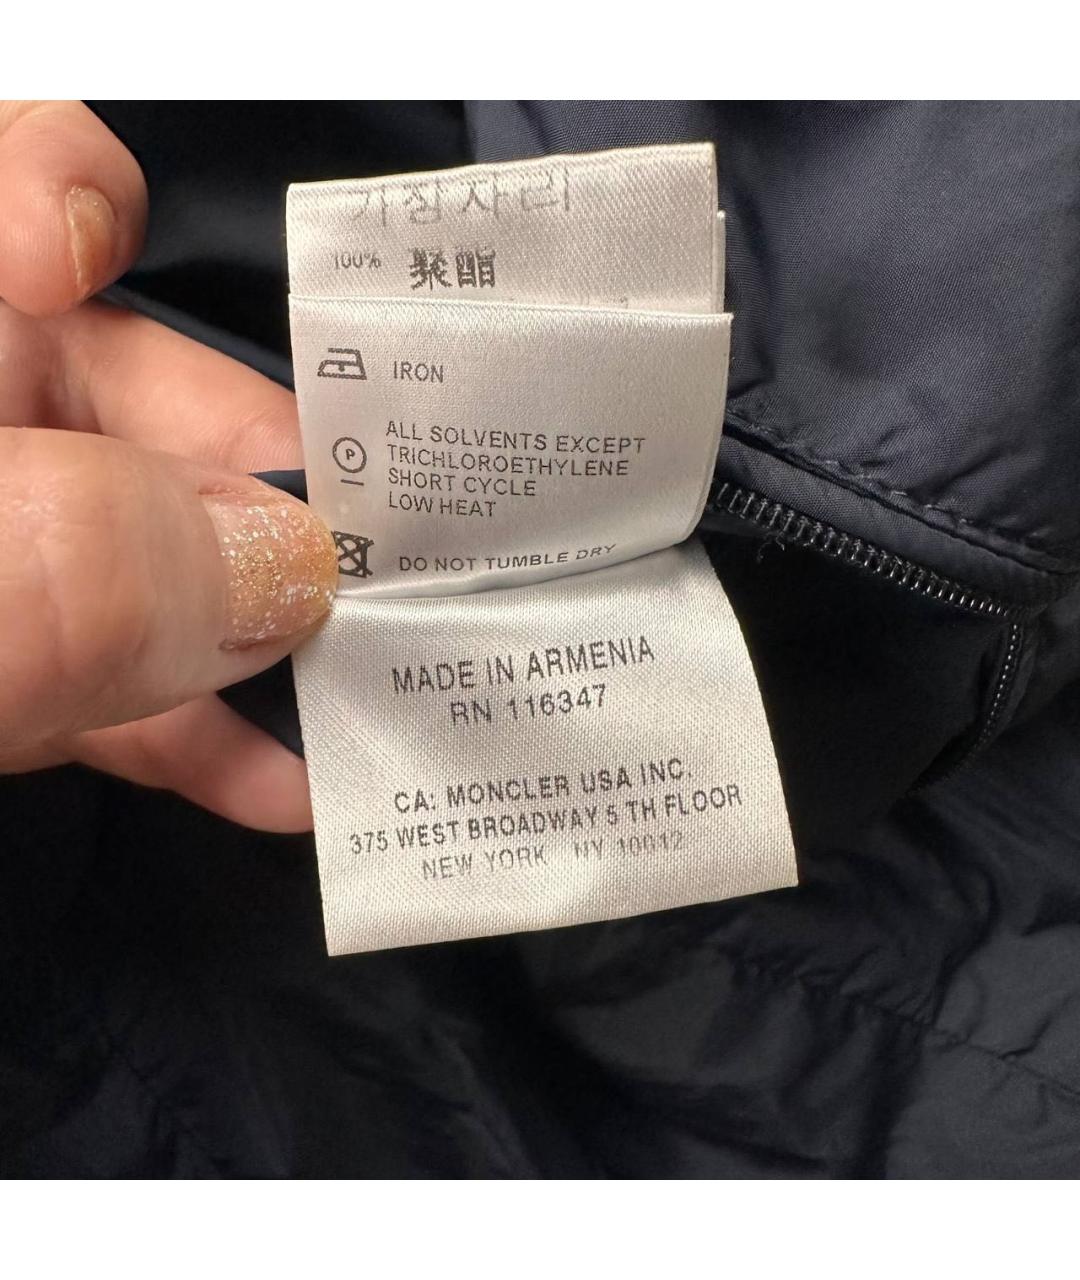 가장자리
100% 聚酯
IRON
P
ALL SOLVENTS EXCEPT
TRICHLOROETHYLENE
SHORT CYCLE
LOW HEAT
DO NOT TUMBLE DRY
MADE IN ARMENIA
RN 116347
CA: MONCLER USA INC.
375 WEST BROADWAY 5 TH FLOOR
NEW YORK NY 10012